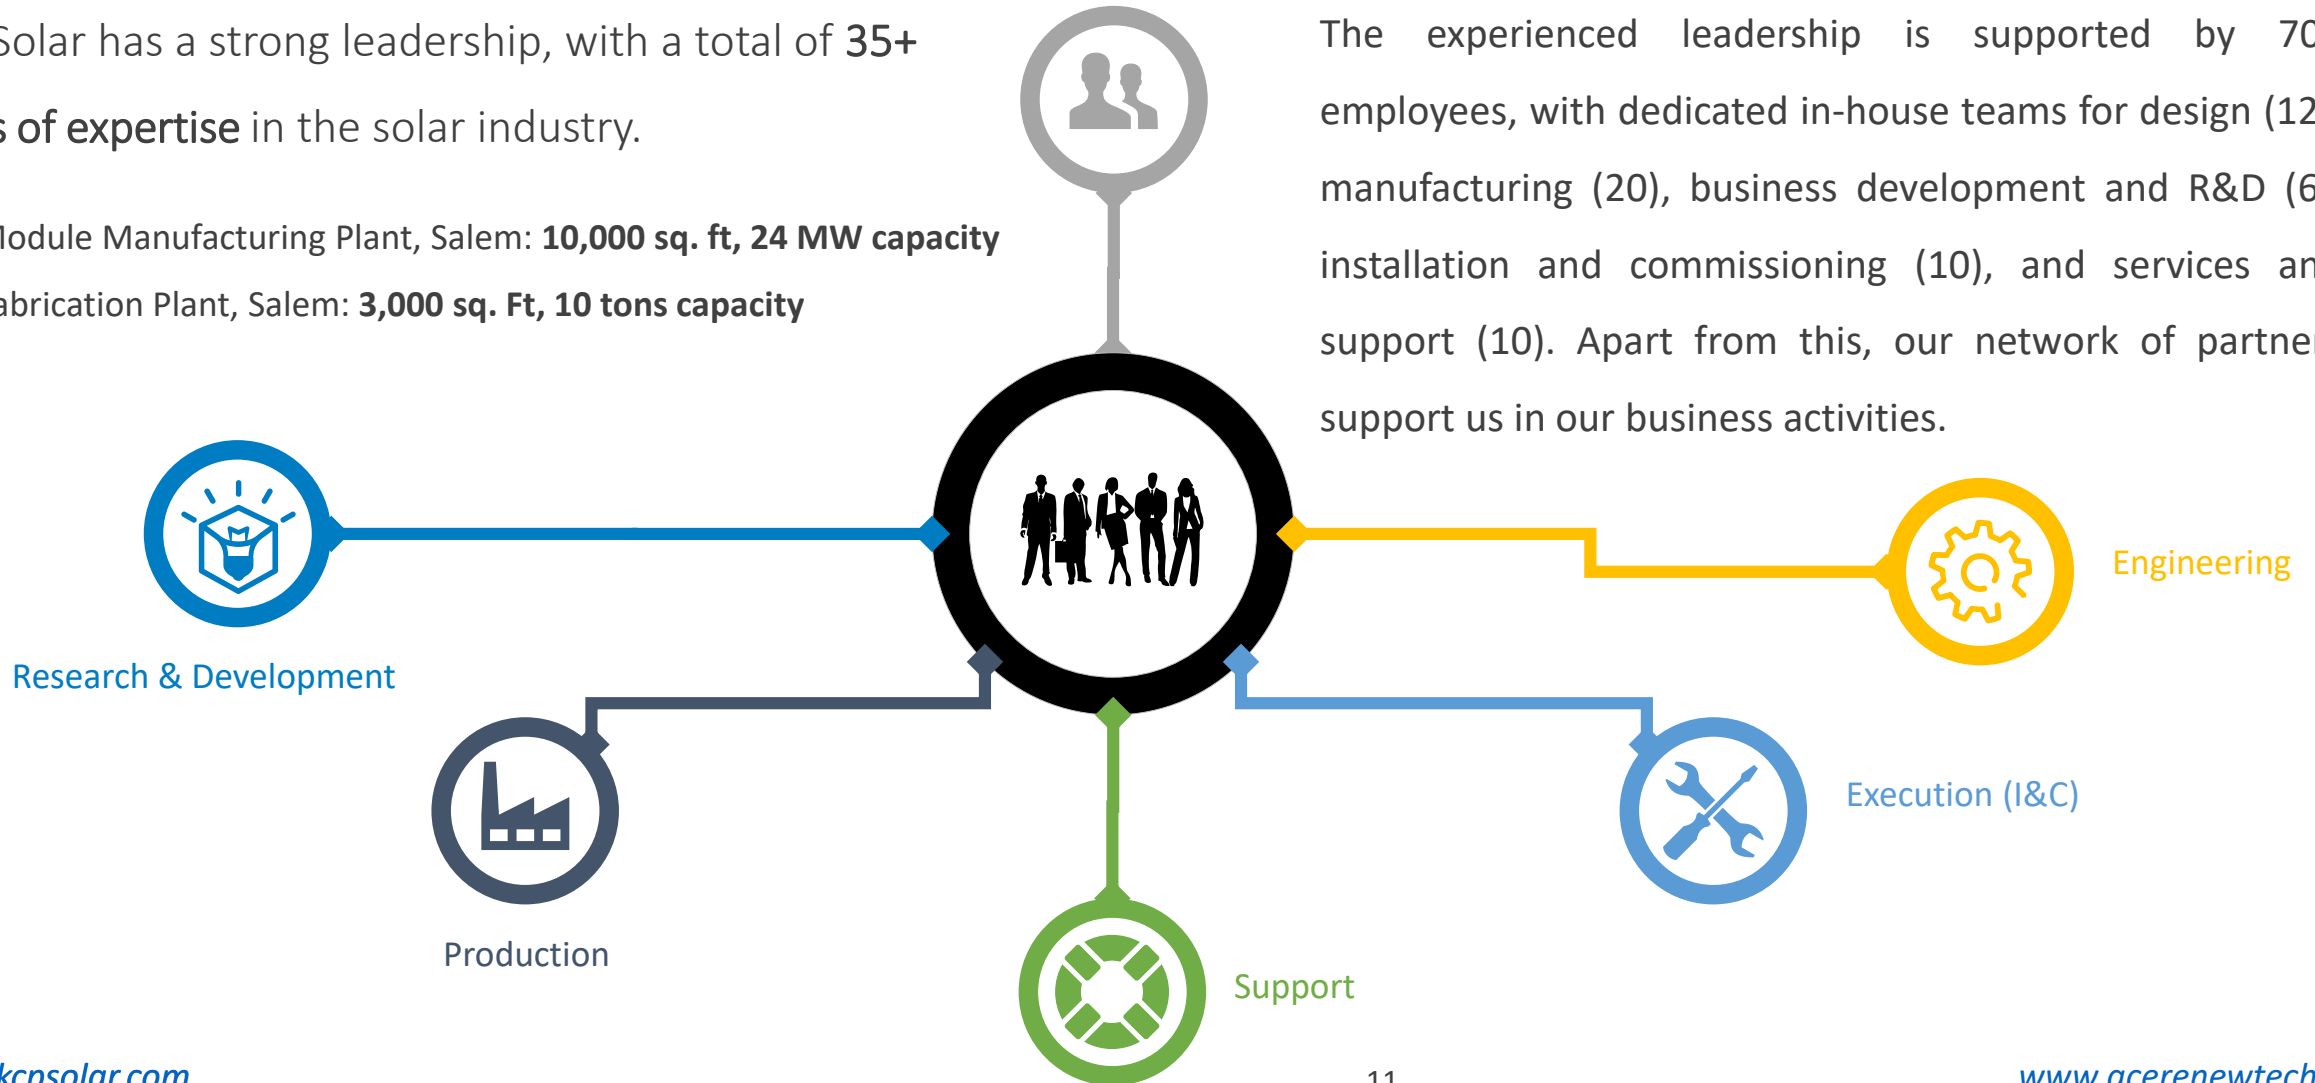 Solar has a strong leadership, with a total of 35+
s of expertise in the solar industry.
Module Manufacturing Plant, Salem: 10,000 sq. ft, 24 MW capacity
abrication Plant, Salem: 3,000 sq. Ft, 10 tons capacity
The experienced leadership is supported by 70
employees, with dedicated in-house teams for design (12
manufacturing (20), business development and R&D (6
installation and commissioning (10), and services an
support (10). Apart from this, our network of partner
support us in our business activities.
Research & Development
Engineering
Production
Execution (I&C)
Support
kcpsolar.com
11
www.acerenewtech